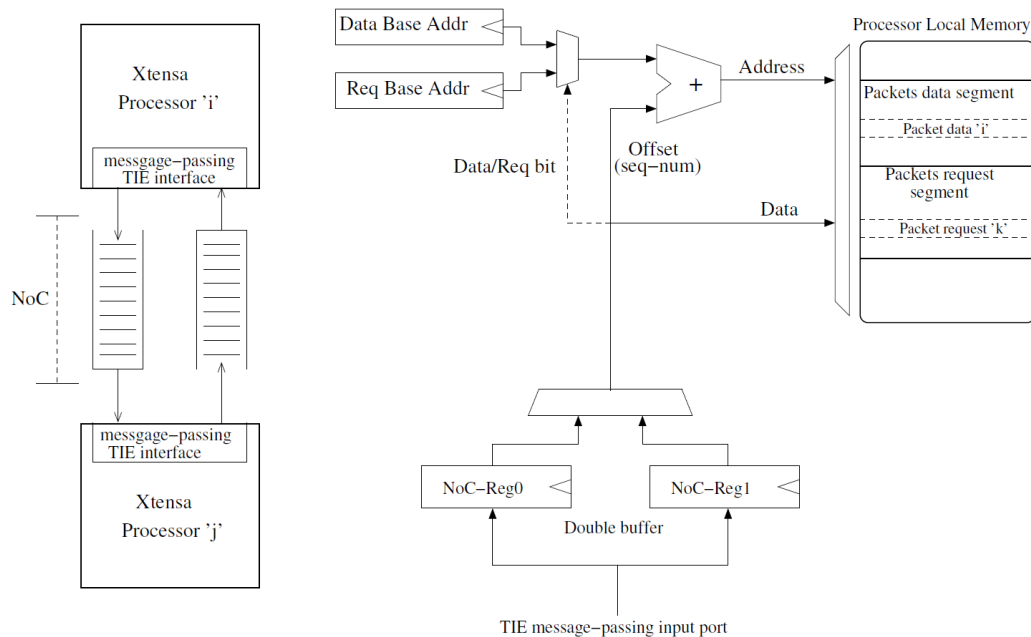 Xtensa
Processor 'i'
messgage−passing
TIE interface
NoC
messgage−passing
TIE interface
Xtensa
Processor 'j'
Data Base Addr
Req Base Addr
+
Address
Data/Req bit
Offset
(seq−num)
Data
Processor Local Memory
Packets data segment
Packet data 'i'
Packets request
segment
Packet request 'k'
NoC−Reg0
NoC−Reg1
Double buffer
TIE message−passing input port